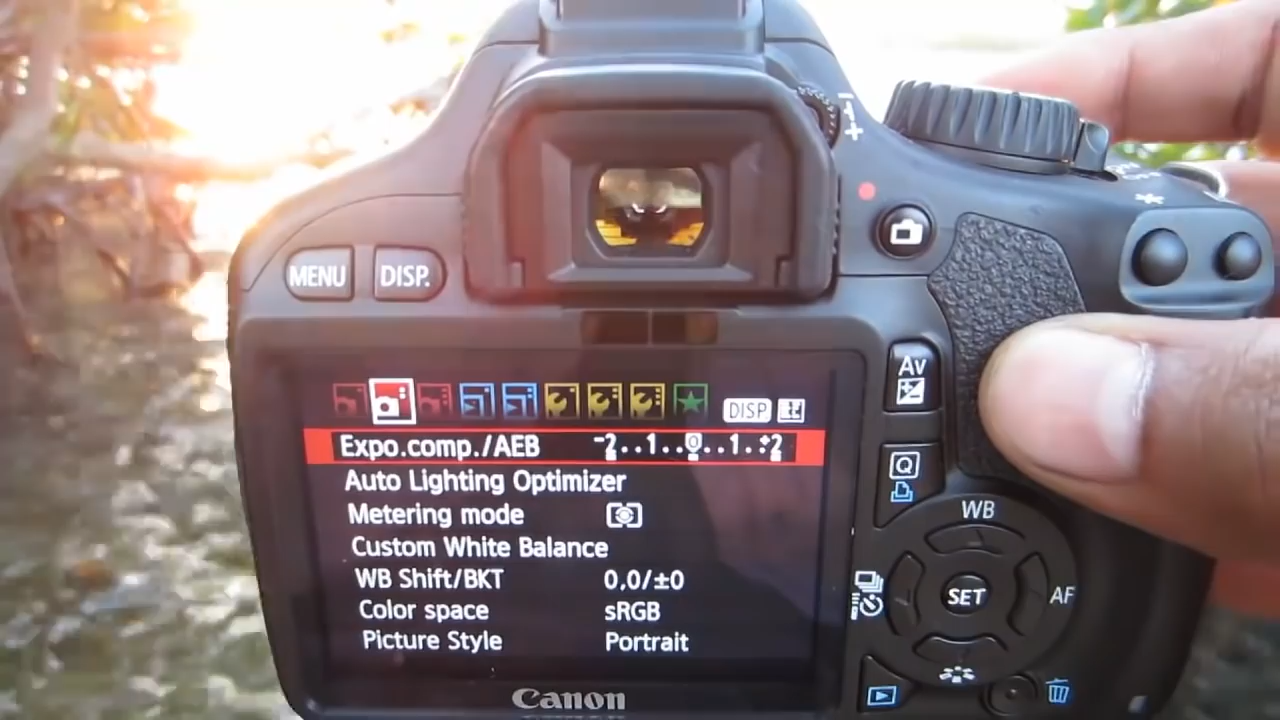 MENU DISP.
DISP
Expo.comp./AEB -2..1..0..1..+2
Auto Lighting Optimizer
Metering mode
Custom White Balance
WB Shift/BKT 0,0/±0
Color space sRGB
Picture Style Portrait
Canon
Av
Q
WB
SET
AF